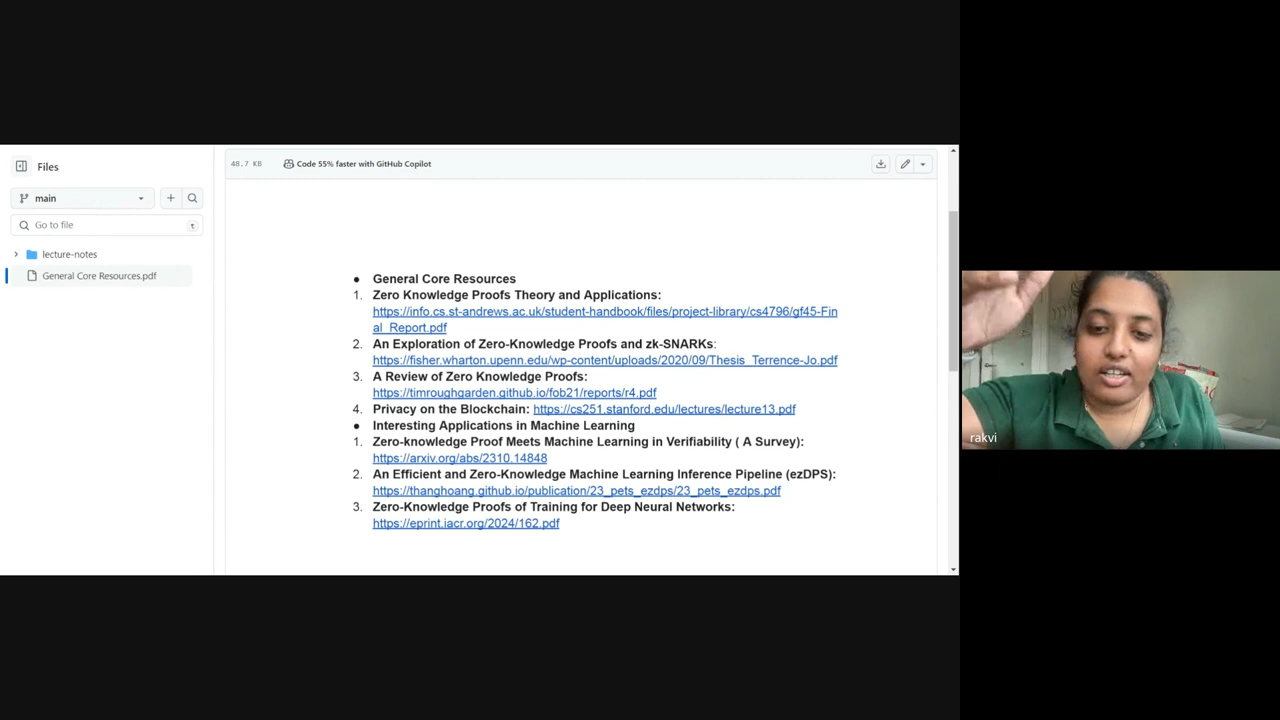 Files
48.7 KB
Code 55% faster with GitHub Copilot
main
Go to file
t
lecture-notes
General Core Resources.pdf
● General Core Resources
1. Zero Knowledge Proofs Theory and Applications:
https://info.cs.st-andrews.ac.uk/student-handbook/files/project-library/cs4796/gf45-Fin
al_Report.pdf
2. An Exploration of Zero-Knowledge Proofs and zk-SNARKs:
https://fisher.wharton.upenn.edu/wp-content/uploads/2020/09/Thesis_Terrence-Jo.pdf
3. A Review of Zero Knowledge Proofs:
https://timroughgarden.github.io/fob21/reports/r4.pdf
4. Privacy on the Blockchain: https://cs251.stanford.edu/lectures/lecture13.pdf
● Interesting Applications in Machine Learning
1. Zero-knowledge Proof Meets Machine Learning in Verifiability ( A Survey):
https://arxiv.org/abs/2310.14848
2. An Efficient and Zero-Knowledge Machine Learning Inference Pipeline (ezDPS):
https://thanghoang.github.io/publication/23_pets_ezdps/23_pets_ezdps.pdf
3. Zero-Knowledge Proofs of Training for Deep Neural Networks:
https://eprint.iacr.org/2024/162.pdf
rakvi